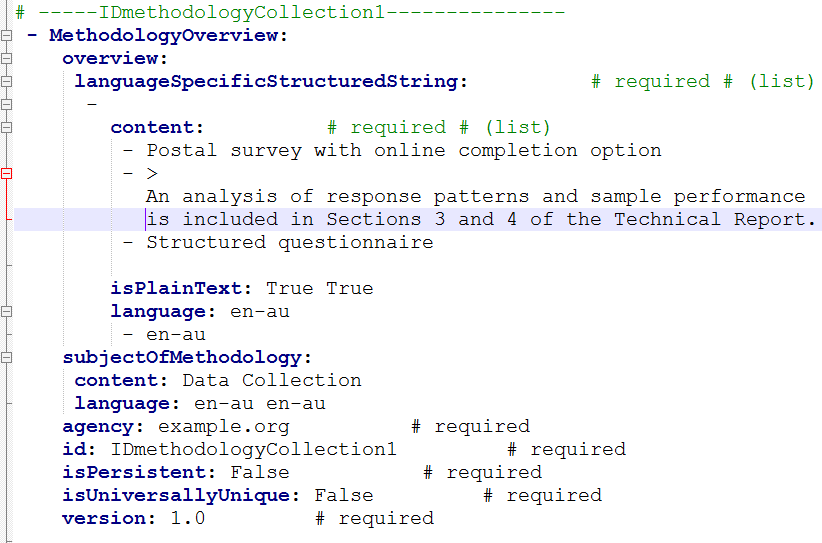 # -----IDmethodologyCollection1---------------
- MethodologyOverview:
overview:
languageSpecificStructuredString: # required # (list)
-
content: # required # (list)
- Postal survey with online completion option
- >
An analysis of response patterns and sample performance
is included in Sections 3 and 4 of the Technical Report.
- Structured questionnaire
isPlainText: True True
language: en-au
- en-au
subjectOfMethodology:
content: Data Collection
language: en-au en-au
agency: example.org # required
id: IDmethodologyCollection1 # required
isPersistent: False # required
isUniversallyUnique: False # required
version: 1.0 # required